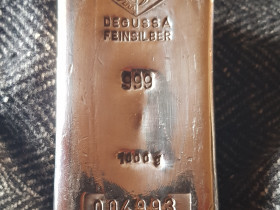 DEGUSSA
FEINSILBER
999
1000 g
004993